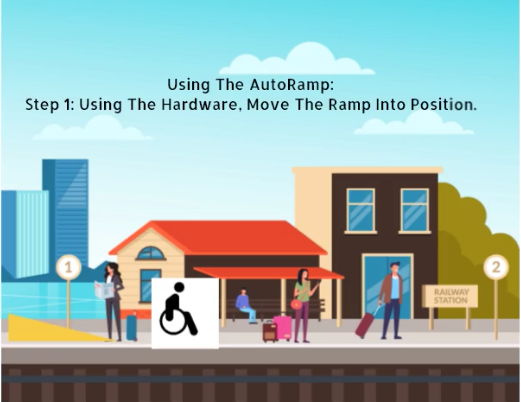 Using The AutoRamp:
Step 1: Using The Hardware, Move The Ramp Into Position.
1
2
RAILWAY
STATION